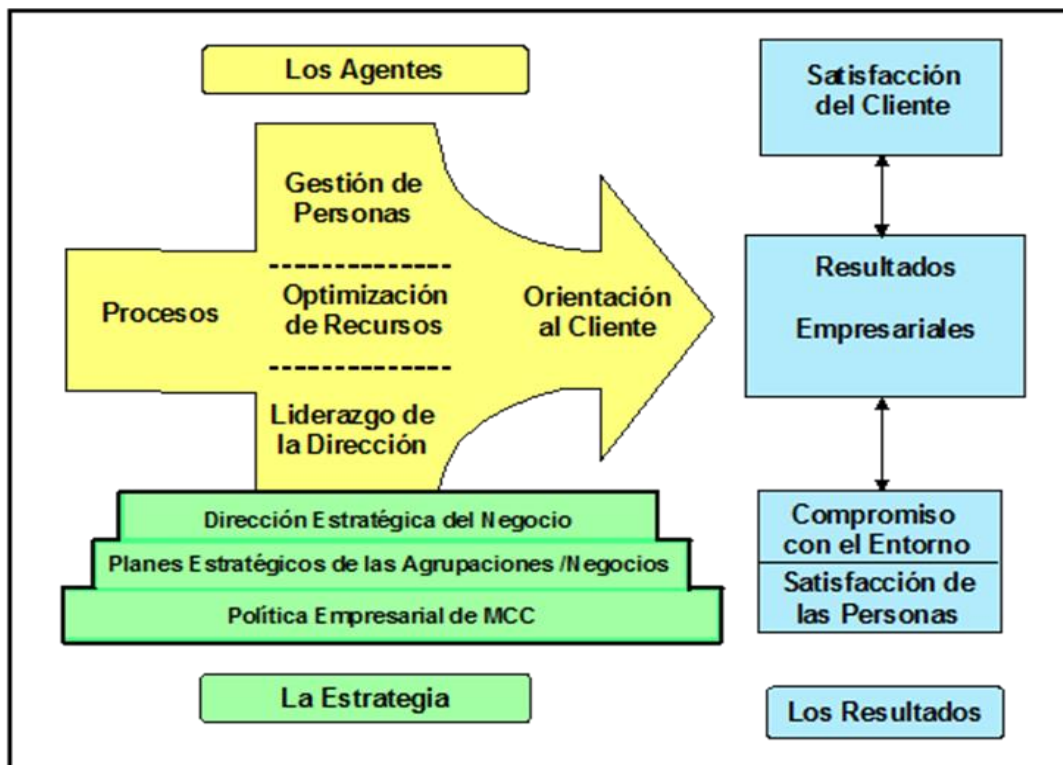 Los Agentes
Gestión de
Personas
Procesos
Optimización
de Recursos
Orientación
al Cliente
Liderazgo de
la Dirección
Dirección Estratégica del Negocio
Planes Estratégicos de las Agrupaciones /Negocios
Política Empresarial de MCC
La Estrategia
Satisfacción
del Cliente
Resultados
Empresariales
Compromiso
con el Entorno
Satisfacción de
las Personas
Los Resultados